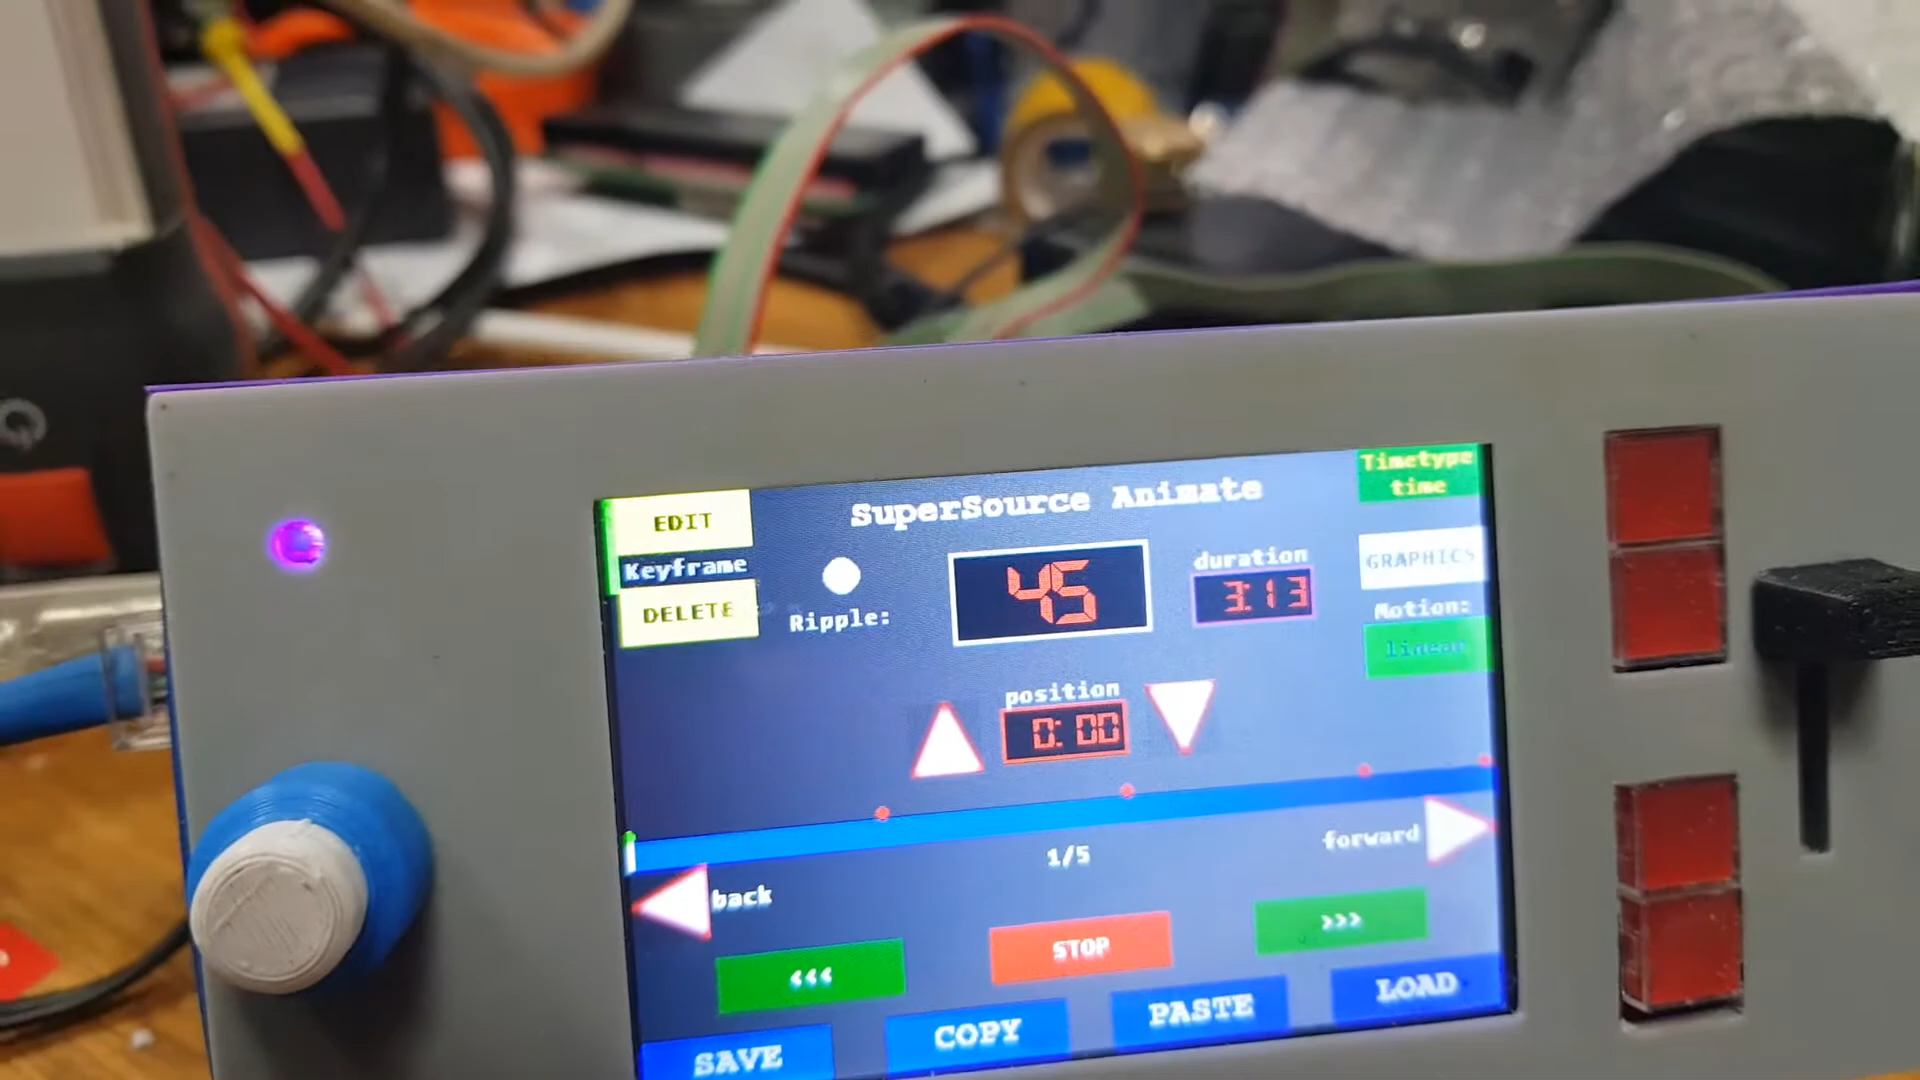 SuperSource Animate
Timetype
time
EDIT
Keyframe
DELETE
Ripple:
45
duration
3:13
GRAPHICS
Motion:
linear
position
0:00
1/5
back
forward
<<<
STOP
>>>
SAVE
COPY
PASTE
LOAD